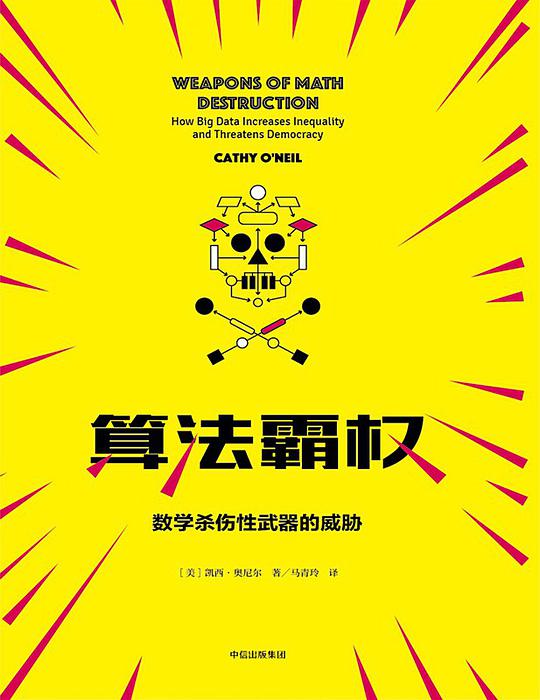 WEAPONS OF MATH
DESTRUCTION
How Big Data Increases Inequality
and Threatens Democracy
CATHY O'NEIL
算法霸权
数学杀伤性武器的威胁
［美］凯西·奥尼尔 著／马青玲 译
中信出版集团